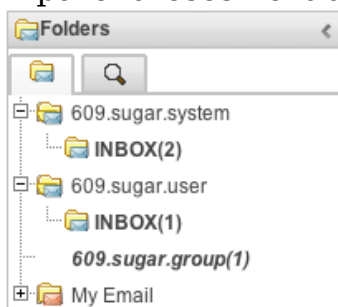 Folders
609.sugar.system
INBOX(2)
609.sugar.user
INBOX(1)
609.sugar.group(1)
My Email